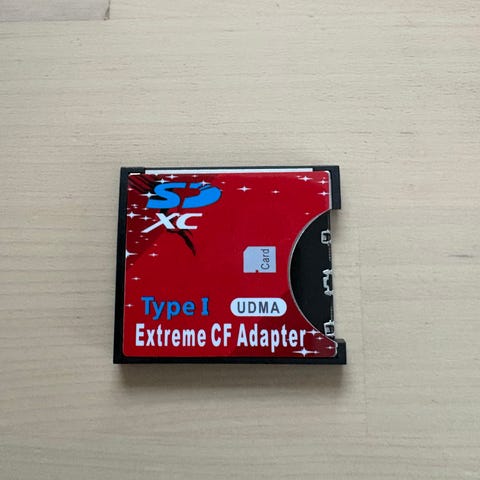 SD
XC
Card
Type I UDMA
Extreme CF Adapter